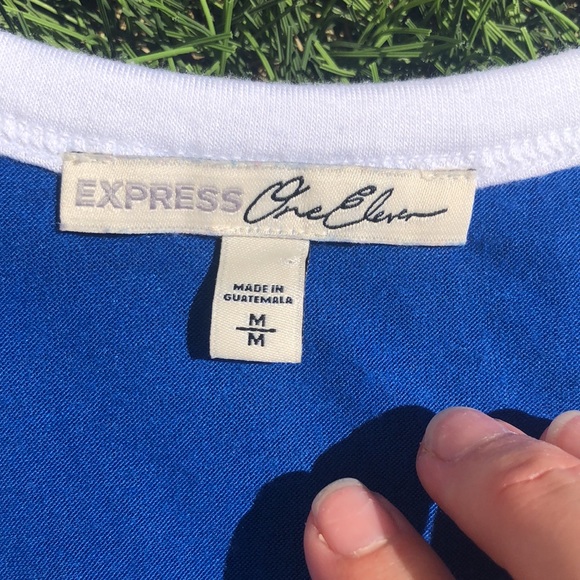 EXPRESS One Eleven
MADE IN
GUATEMALA
M
M